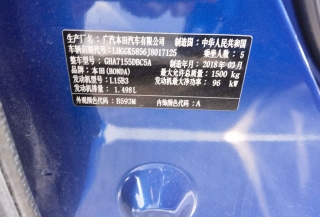 生产厂名：广汽本田汽车有限公司 制造国：中华人民共和国
车辆识别代号：LHGGK5856J8017125 乘坐人数：5
整车型号：GHA7155DBC5A 制造年月：2018年03月
品牌：本田(HONDA) 最大允许总质量：1500 kg
发动机型号：L15B3 发动机最大净功率：96 kW
发动机排量：1.498L
外观颜色代码：B593M 内饰颜色代码：A